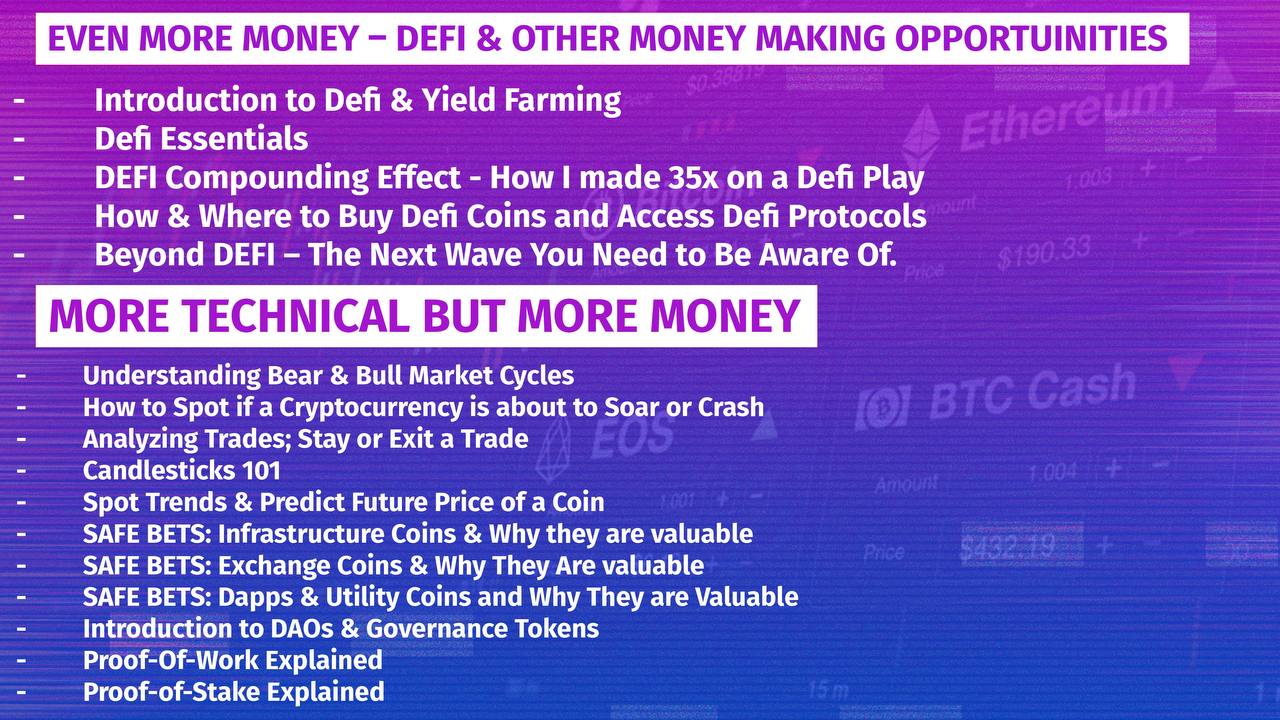 EVEN MORE MONEY – DEFI & OTHER MONEY MAKING OPPORTUINITIES
- Introduction to Defi & Yield Farming
- Defi Essentials
- DEFI Compounding Effect - How I made 35x on a Defi Play
- How & Where to Buy Defi Coins and Access Defi Protocols
- Beyond DEFI – The Next Wave You Need to Be Aware Of.
MORE TECHNICAL BUT MORE MONEY
- Understanding Bear & Bull Market Cycles
- How to Spot if a Cryptocurrency is about to Soar or Crash
- Analyzing Trades; Stay or Exit a Trade
- Candlesticks 101
- Spot Trends & Predict Future Price of a Coin
- SAFE BETS: Infrastructure Coins & Why they are valuable
- SAFE BETS: Exchange Coins & Why They Are valuable
- SAFE BETS: Dapps & Utility Coins and Why They are Valuable
- Introduction to DAOs & Governance Tokens
- Proof-Of-Work Explained
- Proof-of-Stake Explained
$0.38819
Ethereum
1.003 + -
Bitcoin
Amount
Price $190.33 + -
BTC Cash
EOS
Amount 1.004 + -
1.001 + -
Price $432.19 +
15m